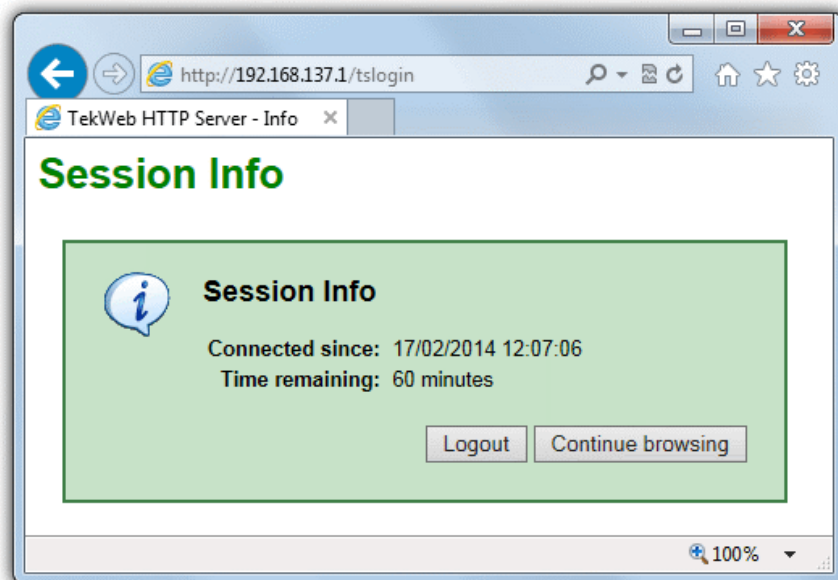 http://192.168.137.1/tslogin
TekWeb HTTP Server - Info
Session Info
Session Info
Connected since: 17/02/2014 12:07:06
Time remaining: 60 minutes
Logout Continue browsing
100%